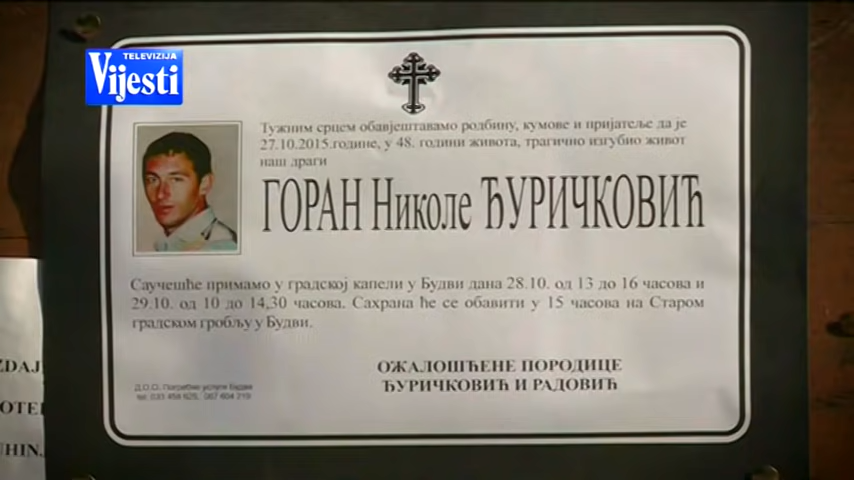 TELEVIZIJA
Vijesti
Тужним срцем обавјештавамо родбину, кумове и пријатеље да је
27.10.2015.године, у 48. години живота, трагично изгубио живот
наш драги
ГОРАН Николе ЂУРИЧКОВИЋ
Саучешће примамо у градској капели у Будви дана 28.10. од 13 до 16 часова и
29.10. од 10 до 14,30 часова. Сахрана ће се обавити у 15 часова на Старом
градском гробљу у Будви.
ОЖАЛОШЋЕНЕ ПОРОДИЦЕ
ЂУРИЧКОВИЋ И РАДОВИЋ
Д.О.О. Погребне услуге Будва